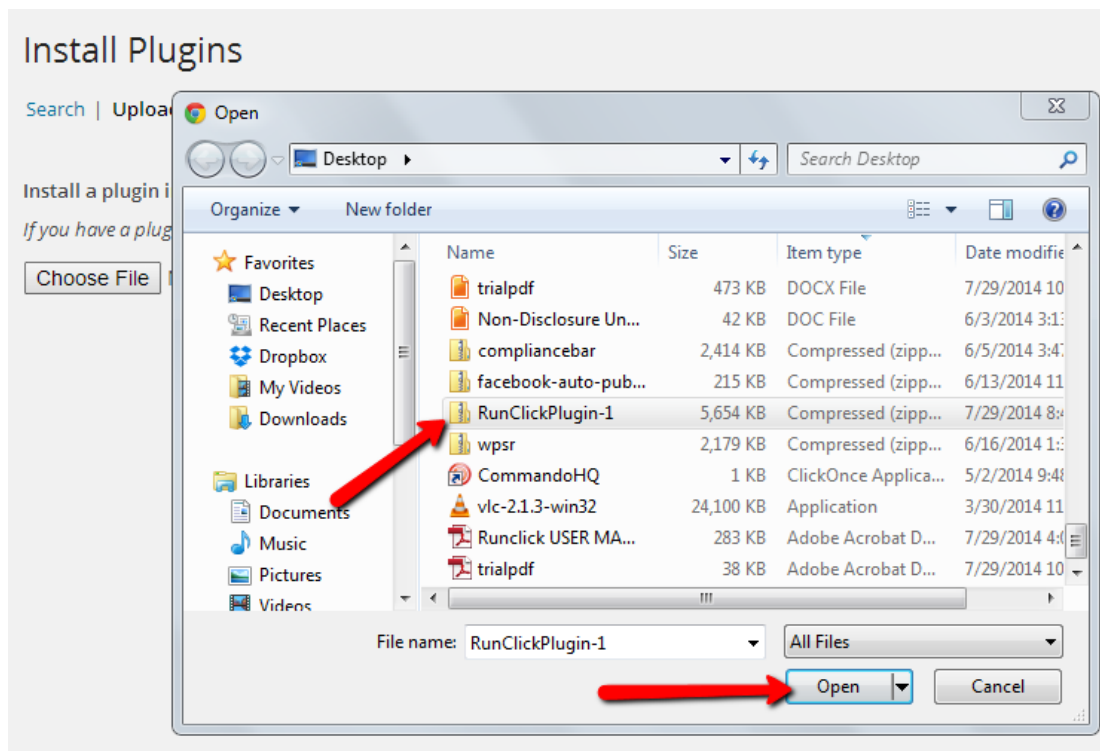 Install Plugins
Search | Upload
Open
Desktop
Search Desktop
Install a plugin i
If you have a plug
Organize New folder
Choose File
Name Size Item type Date modifie
Favorites
Desktop
Recent Places
Dropbox
My Videos
Downloads
Libraries
Documents
Music
Pictures
Videos
trialpdf 473 KB DOCX File 7/29/2014 10
Non-Disclosure Un... 42 KB DOC File 6/3/2014 3:1
compliancebar 2,414 KB Compressed (zipp... 6/5/2014 3:4
facebook-auto-pub... 215 KB Compressed (zipp... 6/13/2014 11
RunClickPlugin-1 5,654 KB Compressed (zipp... 7/29/2014 8:4
wpsr 2,179 KB Compressed (zipp... 6/16/2014 1:
CommandoHQ 1 KB ClickOnce Applica... 5/2/2014 9:48
vlc-2.1.3-win32 24,100 KB Application 3/30/2014 11
Runclick USER MA... 283 KB Adobe Acrobat D... 7/29/2014 4:
trialpdf 38 KB Adobe Acrobat D... 7/29/2014 10
File name: RunClickPlugin-1 All Files
Open Cancel